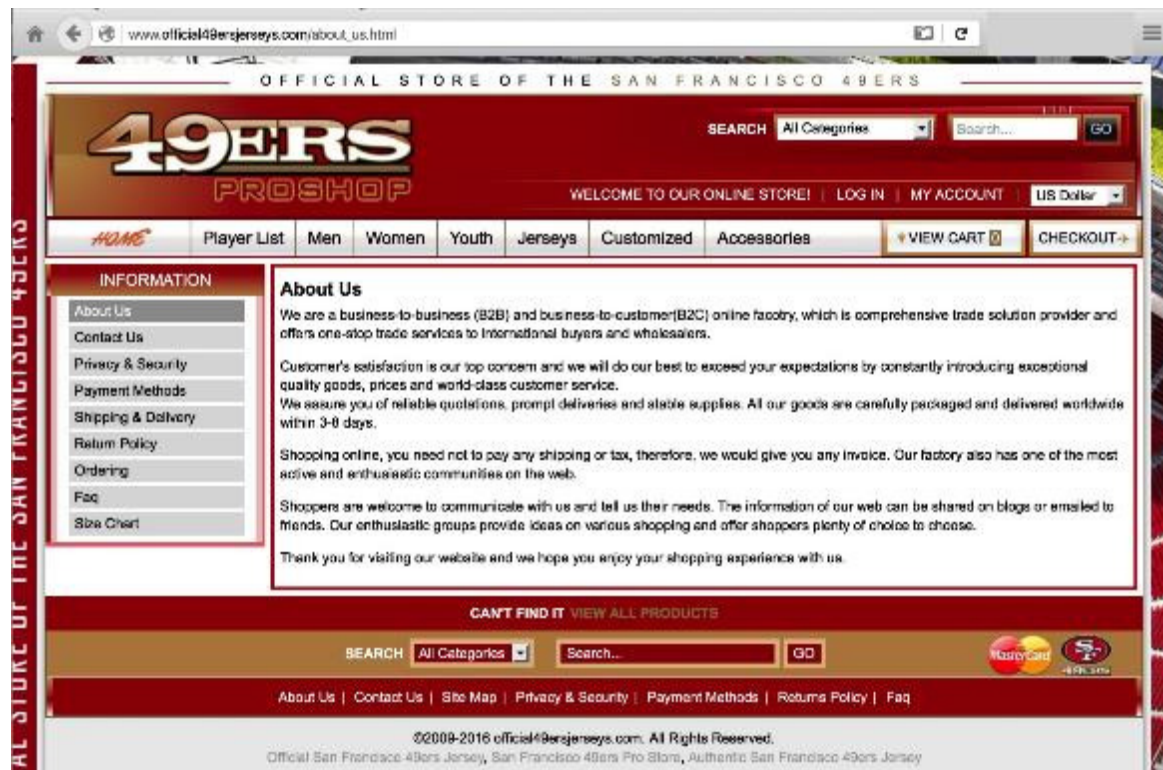 www.official49ersjerseys.com/about_us.html
OFFICIAL STORE OF THE SAN FRANCISCO 49ERS
49ERS
PROSHOP
SEARCH All Categories Search... GO
WELCOME TO OUR ONLINE STORE! | LOG IN | MY ACCOUNT | US Dollar
HOME Player List Men Women Youth Jerseys Customized Accessories VIEW CART 0 CHECKOUT
INFORMATION
About Us
Contact Us
Privacy & Security
Payment Methods
Shipping & Delivery
Return Policy
Ordering
Faq
Size Chart
About Us
We are a business-to-business (B2B) and business-to-customer(B2C) online facotry, which is comprehensive trade solution provider and
offers one-stop trade services to international buyers and wholesalers.
Customer's satisfaction is our top concern and we will do our best to exceed your expectations by constantly introducing exceptional
quality goods, prices and world-class customer service.
We assure you of reliable quotations, prompt deliveries and stable supplies. All our goods are carefully packaged and delivered worldwide
within 3-8 days.
Shopping online, you need not to pay any shipping or tax, therefore, we would give you any invoice. Our factory also has one of the most
active and enthusiastic communities on the web.
Shoppers are welcome to communicate with us and tell us their needs. The information of our web can be shared on blogs or emailed to
friends. Our enthusiastic groups provide ideas on various shopping and offer shoppers plenty of choice to choose.
Thank you for visiting our website and we hope you enjoy your shopping experience with us.
CAN'T FIND IT VIEW ALL PRODUCTS
SEARCH All Categories Search... GO
MasterCard SF
About Us | Contact Us | Site Map | Privacy & Security | Payment Methods | Returns Policy | Faq
©2009-2016 official49ersjerseys.com. All Rights Reserved.
Official San Francisco 49ers Jersey, San Francisco 49ers Pro Store, Authentic San Francisco 49ers Jersey
AL STORE OF THE SAN FRANCISCO 49ERS